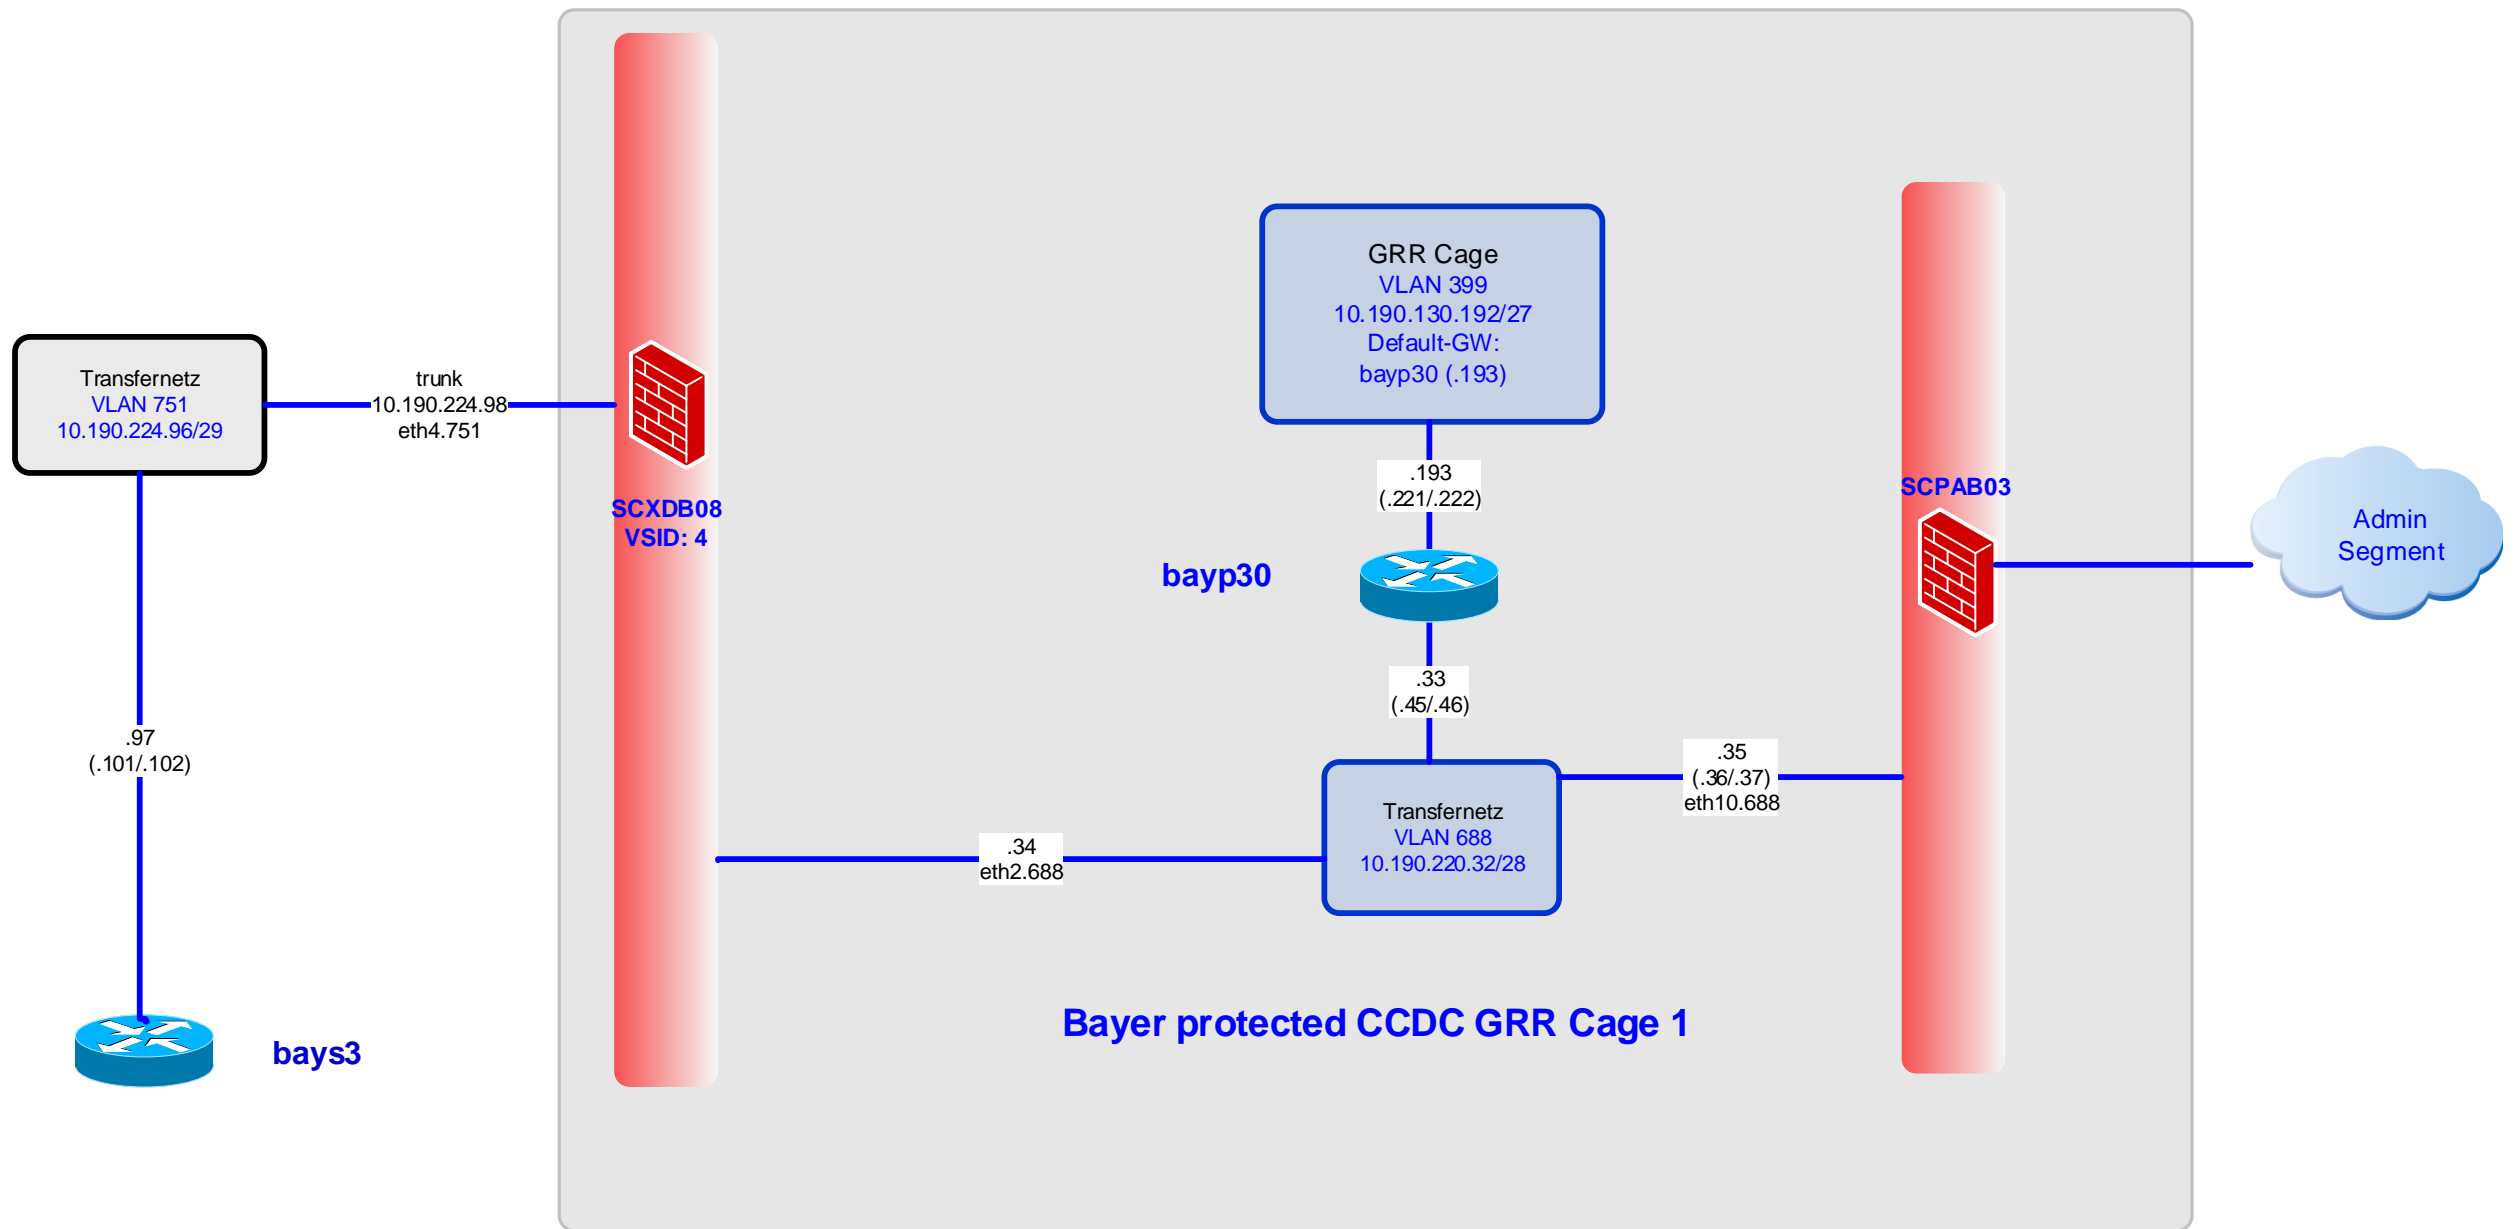 GRR Cage
VLAN 399
10.190.130.192/27
Default-GW:
bayp30 (.193)
Transfernetz
VLAN 751
10.190.224.96/29
trunk
10.190.224.98
eth4.751
.193
(.221/.222)
SCXDB08
VSID: 4
SCPAB03
Admin
Segment
bayp30
.33
(.45/.46)
.97
(.101/.102)
.35
(.36/.37)
eth10.688
Transfernetz
VLAN 688
10.190.220.32/28
.34
eth2.688
Bayer protected CCDC GRR Cage 1
bays3